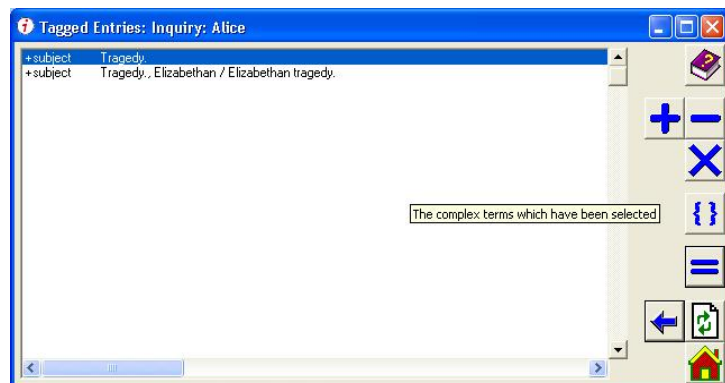 Tagged Entries: Inquiry: Alice
+subject Tragedy.
+subject Tragedy., Elizabethan / Elizabethan tragedy.
The complex terms which have been selected